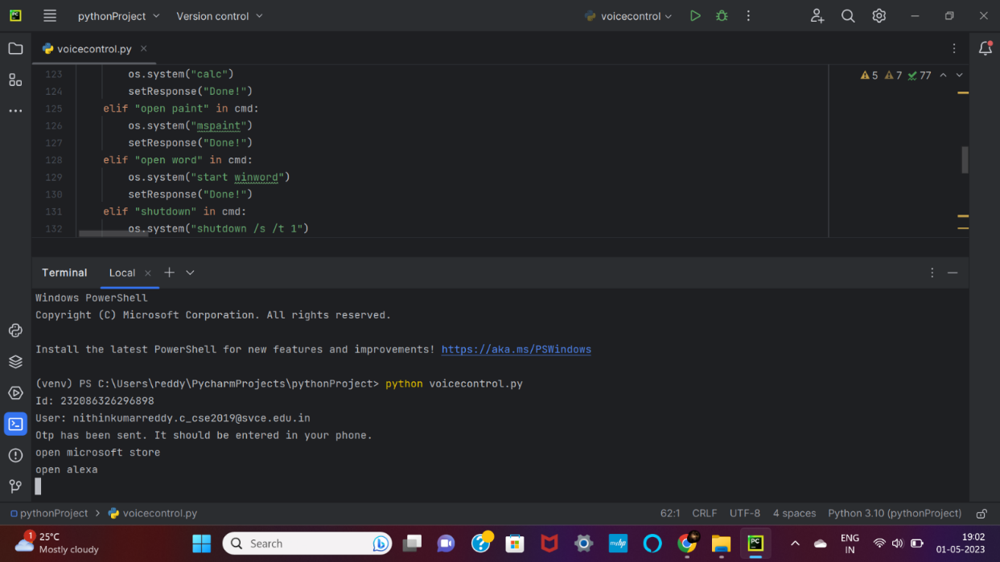 pythonProject
Version control
voicecontrol
voicecontrol.py
123 os.system("calc")
124 setResponse("Done!")
125 elif "open paint" in cmd:
126 os.system("mspaint")
127 setResponse("Done!")
128 elif "open word" in cmd:
129 os.system("start winword")
130 setResponse("Done!")
131 elif "shutdown" in cmd:
132 os.system("shutdown /s /t 1")
5 7 77
Terminal
Local
Windows PowerShell
Copyright (C) Microsoft Corporation. All rights reserved.
Install the latest PowerShell for new features and improvements! https://aka.ms/PSWindows
(venv) PS C:\Users\reddy\PycharmProjects\pythonProject> python voicecontrol.py
Id: 232086326296898
User: nithinkumarreddy.c_cse2019@svce.edu.in
Otp has been sent. It should be entered in your phone.
open microsoft store
open alexa
pythonProject > voicecontrol.py
62:1 CRLF UTF-8 4 spaces Python 3.10 (pythonProject)
1
25°C
Mostly cloudy
Search
myhp
PC
ENG
IN
19:02
01-05-2023